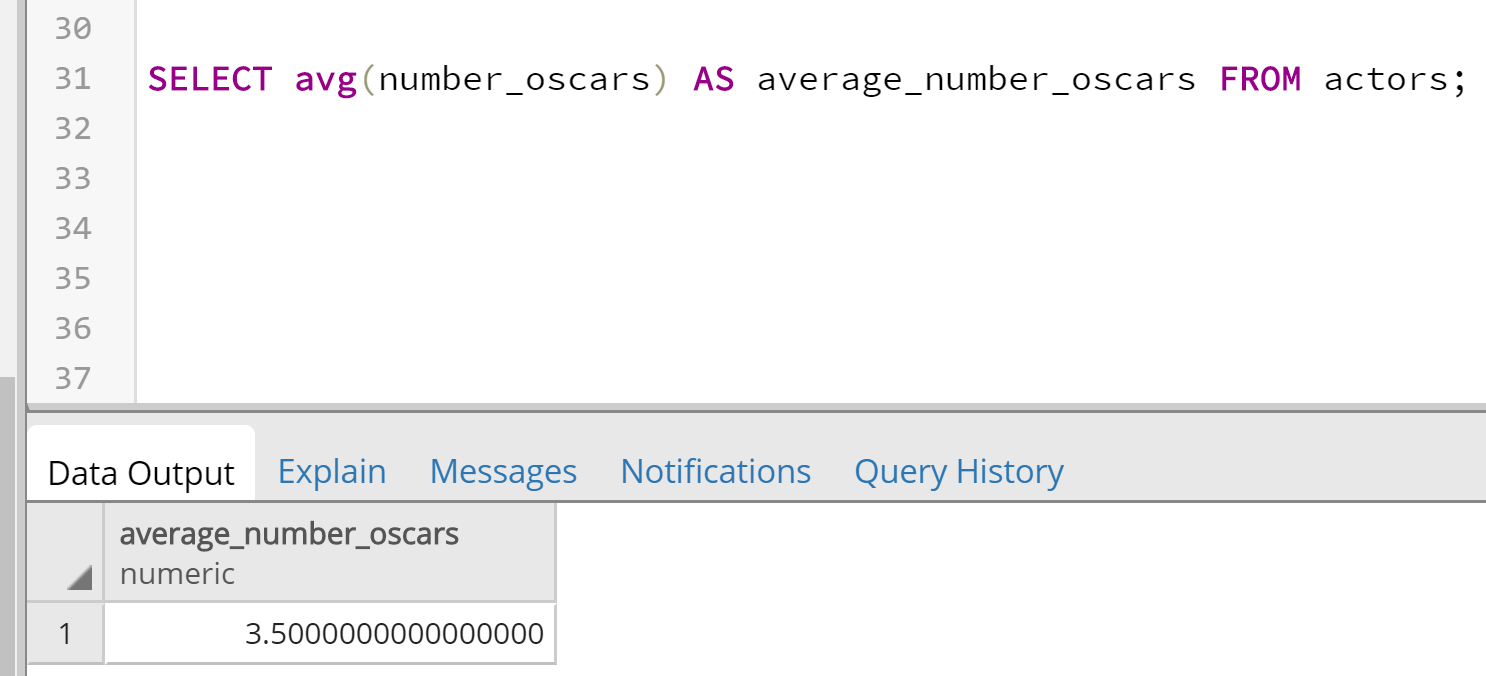 30
31 SELECT avg(number_oscars) AS average_number_oscars FROM actors;
32
33
34
35
36
37
Data Output Explain Messages Notifications Query History
average_number_oscars
numeric
1 3.5000000000000000